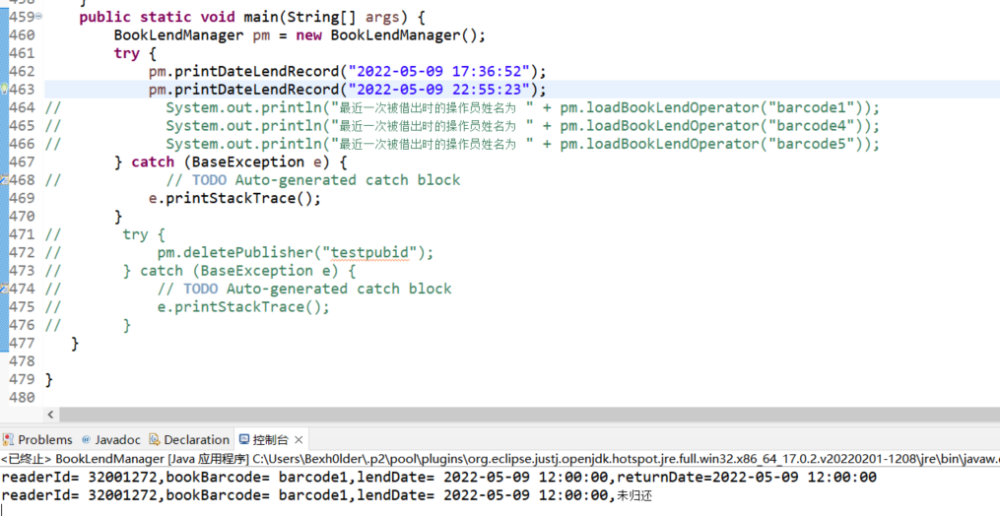 458 }
459 public static void main(String[] args) {
460 BookLendManager pm = new BookLendManager();
461 try {
462 pm.printDateLendRecord("2022-05-09 17:36:52");
463 pm.printDateLendRecord("2022-05-09 22:55:23");
464 // System.out.println("最近一次被借出时的操作员姓名为 " + pm.loadBookLendOperator("barcode1"));
465 // System.out.println("最近一次被借出时的操作员姓名为 " + pm.loadBookLendOperator("barcode4"));
466 // System.out.println("最近一次被借出时的操作员姓名为 " + pm.loadBookLendOperator("barcode5"));
467 } catch (BaseException e) {
468 // // TODO Auto-generated catch block
469 e.printStackTrace();
470 }
471 // try {
472 // pm.deletePublisher("testpubid");
473 // } catch (BaseException e) {
474 // // TODO Auto-generated catch block
475 // e.printStackTrace();
476 // }
477 }
478
479 }
480
Problems @ Javadoc Declaration 控制台
<已终止> BookLendManager [Java 应用程序] C:\Users\Bexh0lder\.p2\pool\plugins\org.eclipse.justj.openjdk.hotspot.jre.full.win32.x86_64_17.0.2.v20220201-1208\jre\bin\javaw.e
readerId= 32001272,bookBarcode= barcode1,lendDate= 2022-05-09 12:00:00,returnDate=2022-05-09 12:00:00
readerId= 32001272,bookBarcode= barcode1,lendDate= 2022-05-09 12:00:00,未归还